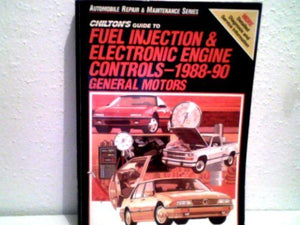 AUTOMOBILE REPAIR & MAINTENANCE SERIES
CHILTON'S GUIDE TO
FUEL INJECTION &
ELECTRONIC ENGINE
CONTROLS-1988-90
GENERAL MOTORS